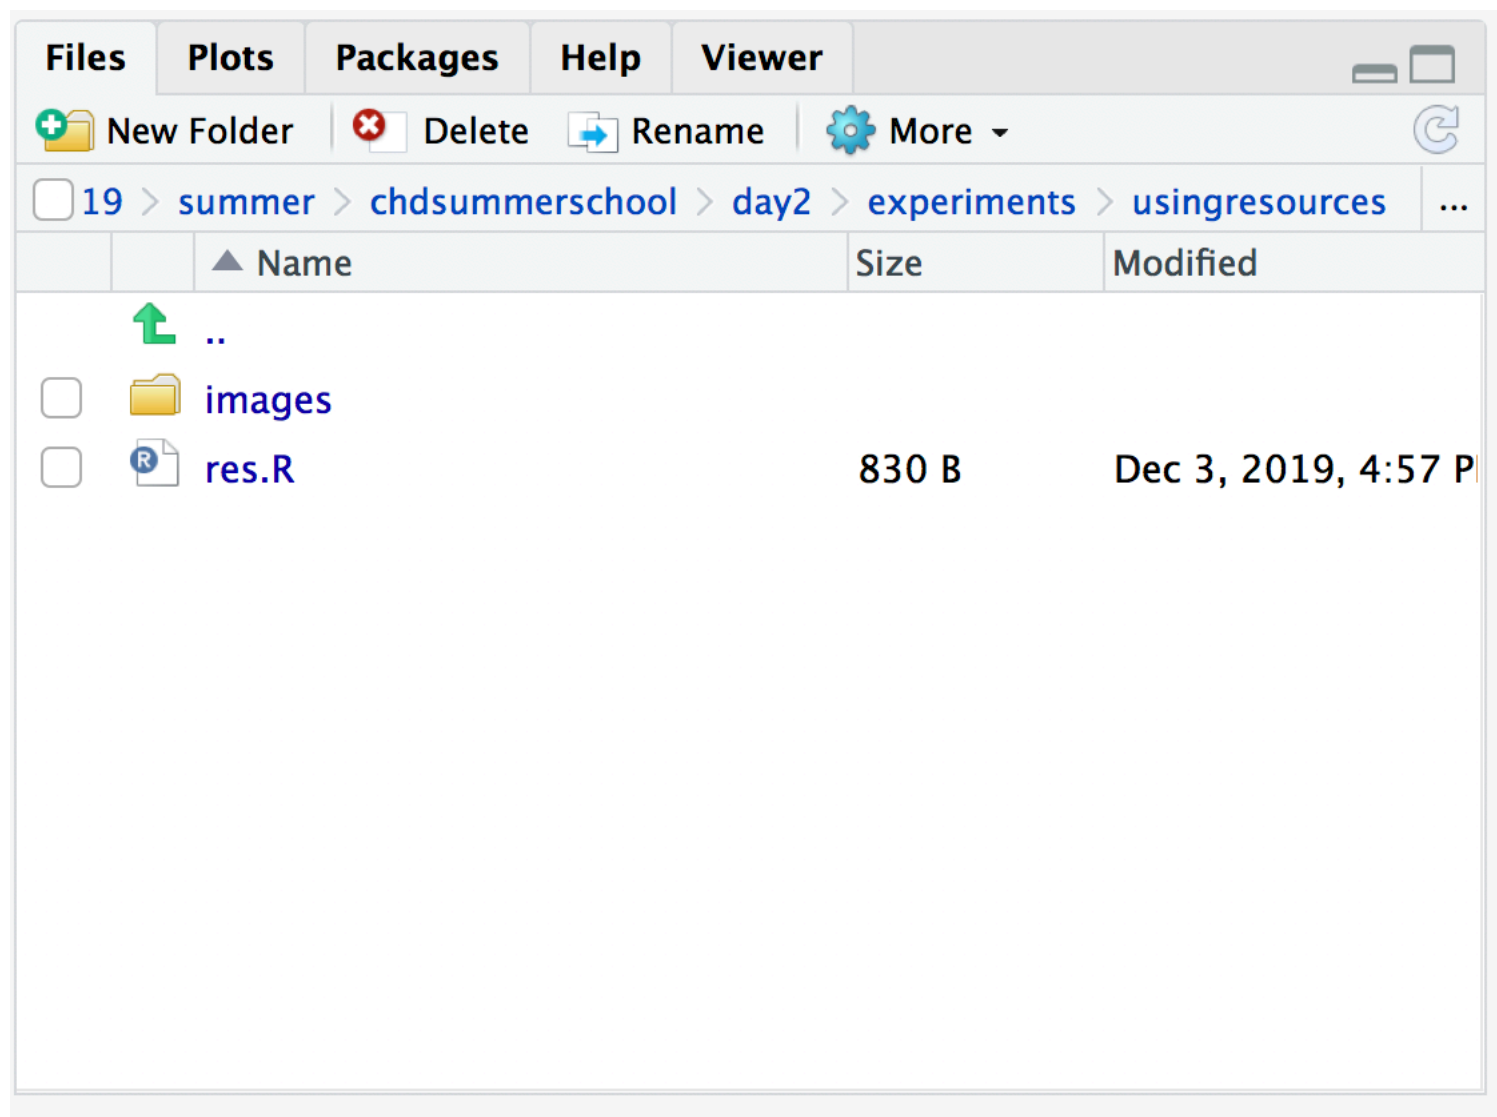 Files Plots Packages Help Viewer
New Folder Delete Rename More
19 > summer > chdsummerschool > day2 > experiments > usingresources ...
Name Size Modified
..
images
res.R 830 B Dec 3, 2019, 4:57 P